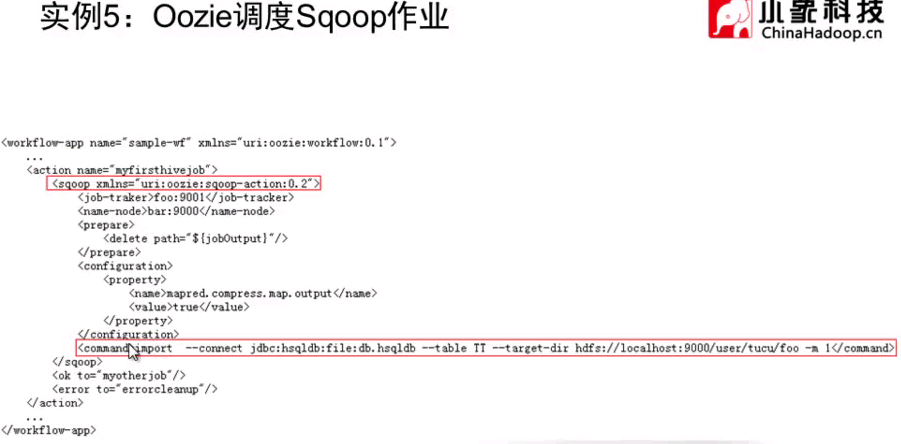 实例5：Oozie调度Sqoop作业
小象科技
ChinaHadoop.cn
<workflow-app name="sample-wf" xmlns="uri:oozie:workflow:0.1">
...
<action name="myfirsthivejob">
<sqoop xmlns="uri:oozie:sqoop-action:0.2">
<job-traker>foo:9001</job-tracker>
<name-node>bar:9000</name-node>
<prepare>
<delete path="${jobOutput}"/>
</prepare>
<configuration>
<property>
<name>mapred.compress.map.output</name>
<value>true</value>
</property>
</configuration>
<command>import --connect jdbc:hsqldb:file:db.hsqldb --table TT --target-dir hdfs://localhost:9000/user/tucu/foo -m 1</command>
</sqoop>
<ok to="myotherjob"/>
<error to="errorcleanup"/>
</action>
...
</workflow-app>